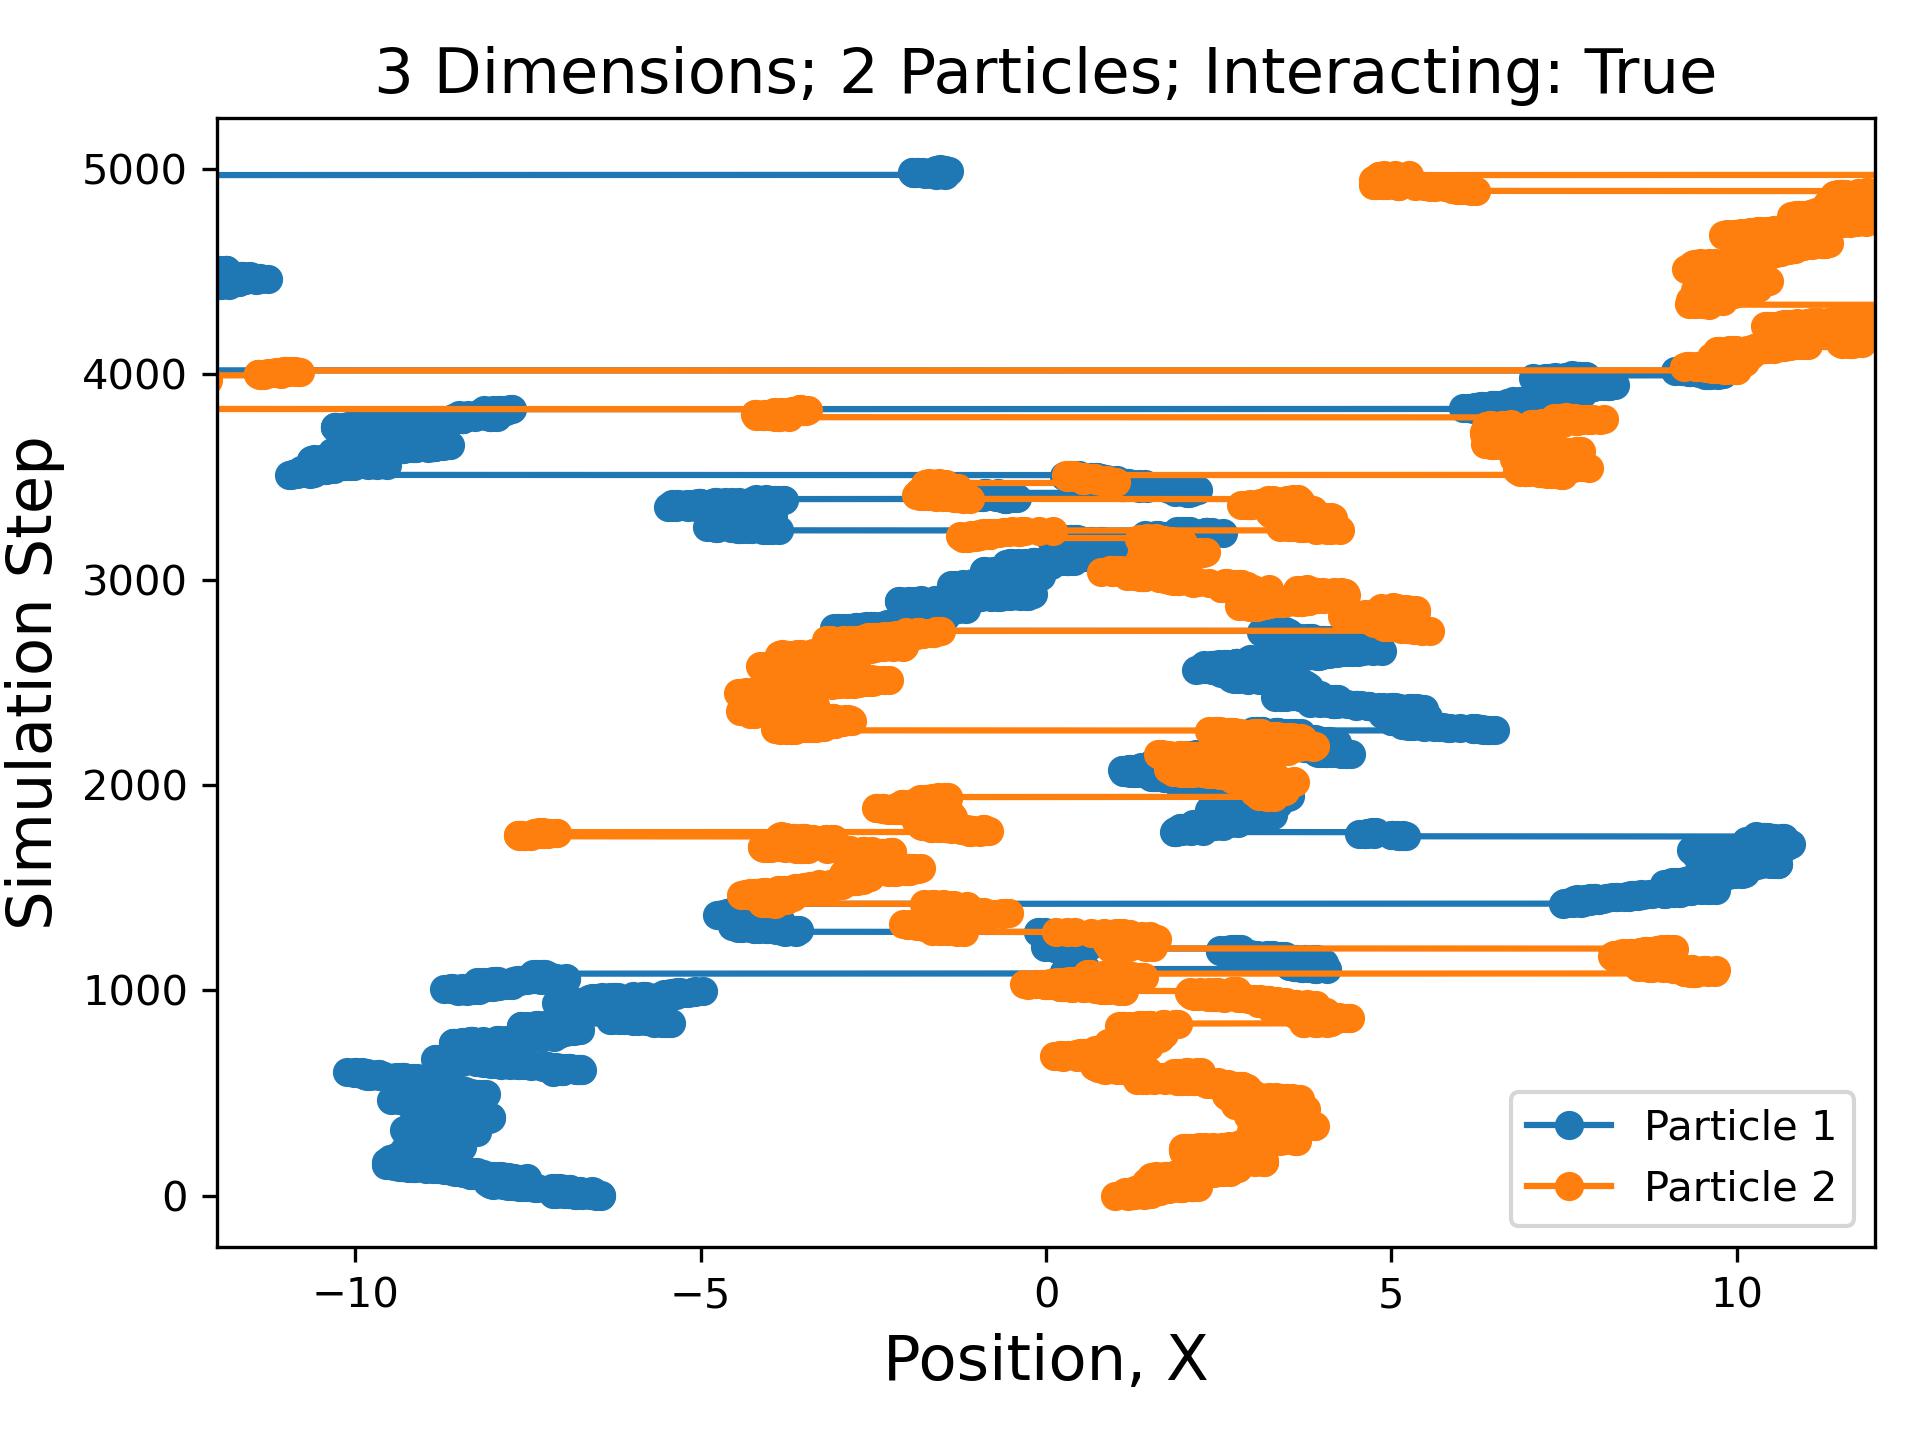 3 Dimensions; 2 Particles; Interacting: True
Simulation Step
5000
4000
3000
2000
1000
0
−10
−5
0
5
10
Position, X
Particle 1
Particle 2